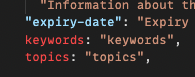 "Information about th
"expiry-date": "Expiry
keywords: "keywords",
topics: "topics",